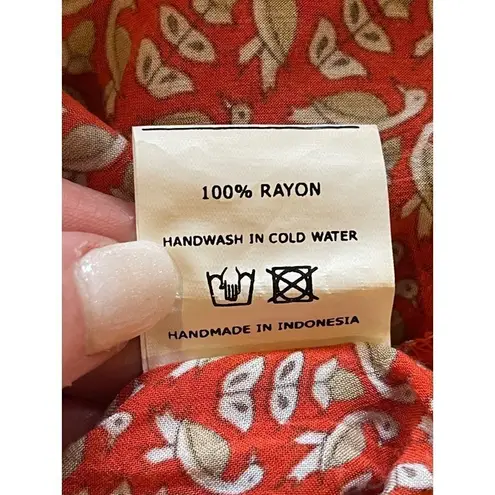 100% RAYON
HANDWASH IN COLD WATER
HANDMADE IN INDONESIA